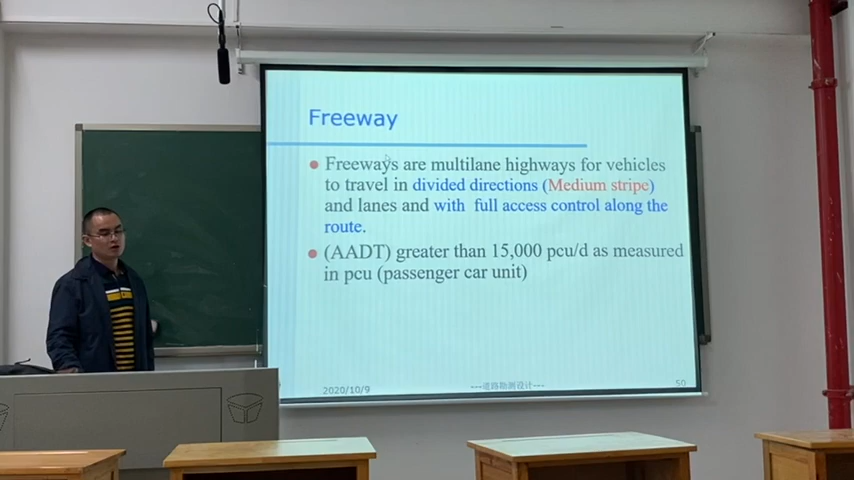 Freeway
Freeways are multilane highways for vehicles
to travel in divided directions (Medium stripe)
and lanes and with full access control along the
route.
(AADT) greater than 15,000 pcu/d as measured
in pcu (passenger car unit)
2020/10/9
---道路勘测设计---
50